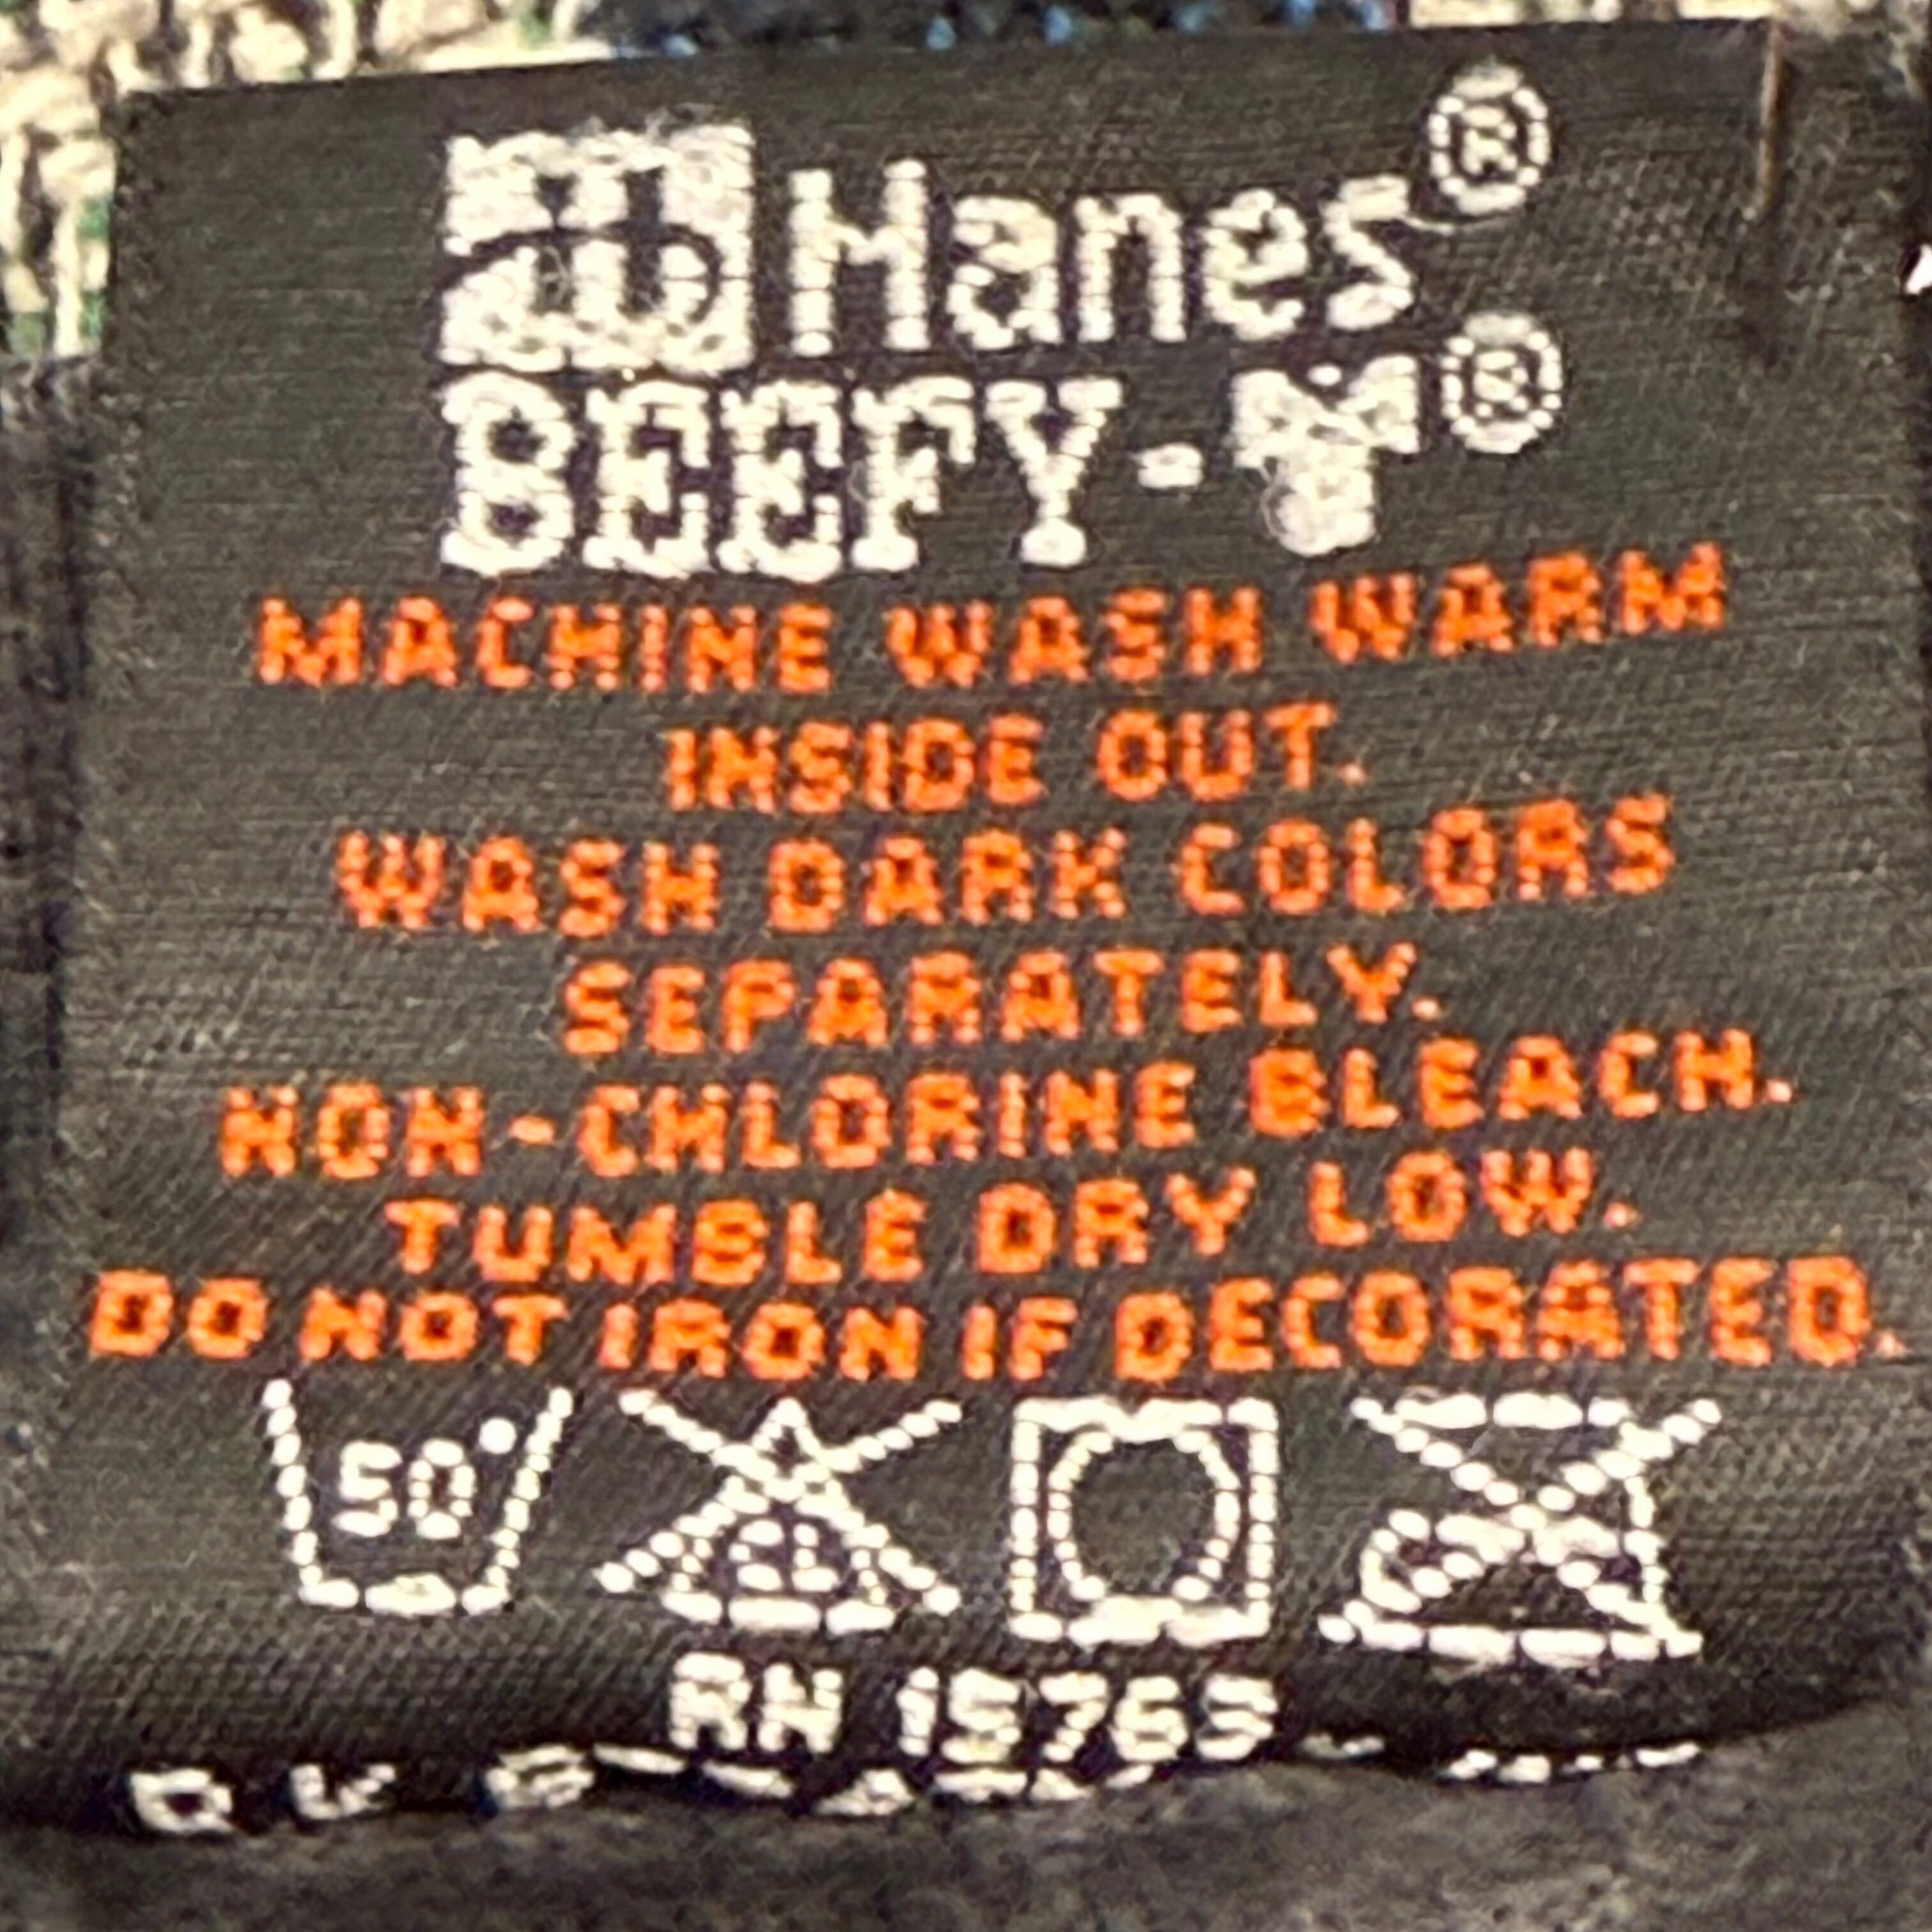 Hanes®
BEEFY-T®
MACHINE WASH WARM
INSIDE OUT.
WASH DARK COLORS
SEPARATELY.
NON-CHLORINE BLEACH.
TUMBLE DRY LOW.
DO NOT IRON IF DECORATED.
50° CL
RN 15763